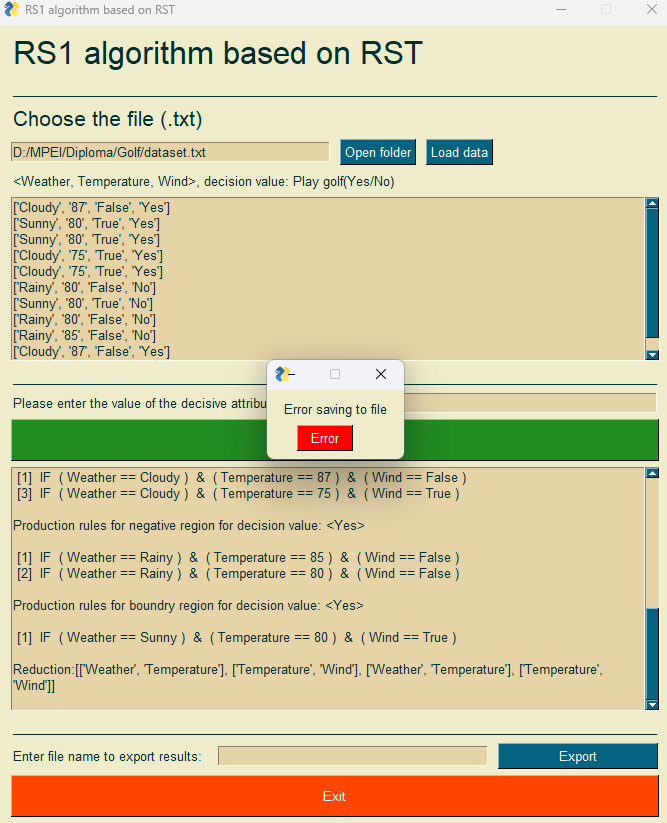 RS1 algorithm based on RST
RS1 algorithm based on RST
Choose the file (.txt)
D:/MPEI/Diploma/Golf/dataset.txt
Open folder
Load data
<Weather, Temperature, Wind>, decision value: Play golf(Yes/No)
['Cloudy', '87', 'False', 'Yes']
['Sunny', '80', 'True', 'Yes']
['Sunny', '80', 'True', 'Yes']
['Cloudy', '75', 'True', 'Yes']
['Cloudy', '75', 'True', 'Yes']
['Rainy', '80', 'False', 'No']
['Sunny', '80', 'True', 'No']
['Rainy', '80', 'False', 'No']
['Rainy', '85', 'False', 'No']
['Cloudy', '87', 'False', 'Yes']
Please enter the value of the decisive attribu
Error saving to file
Error
[1] IF ( Weather == Cloudy ) & ( Temperature == 87 ) & ( Wind == False )
[3] IF ( Weather == Cloudy ) & ( Temperature == 75 ) & ( Wind == True )
Production rules for negative region for decision value: <Yes>
[1] IF ( Weather == Rainy ) & ( Temperature == 85 ) & ( Wind == False )
[2] IF ( Weather == Rainy ) & ( Temperature == 80 ) & ( Wind == False )
Production rules for boundry region for decision value: <Yes>
[1] IF ( Weather == Sunny ) & ( Temperature == 80 ) & ( Wind == True )
Reduction:[['Weather', 'Temperature'], ['Temperature', 'Wind'], ['Weather', 'Temperature'], ['Temperature',
'Wind']]
Enter file name to export results:
Export
Exit